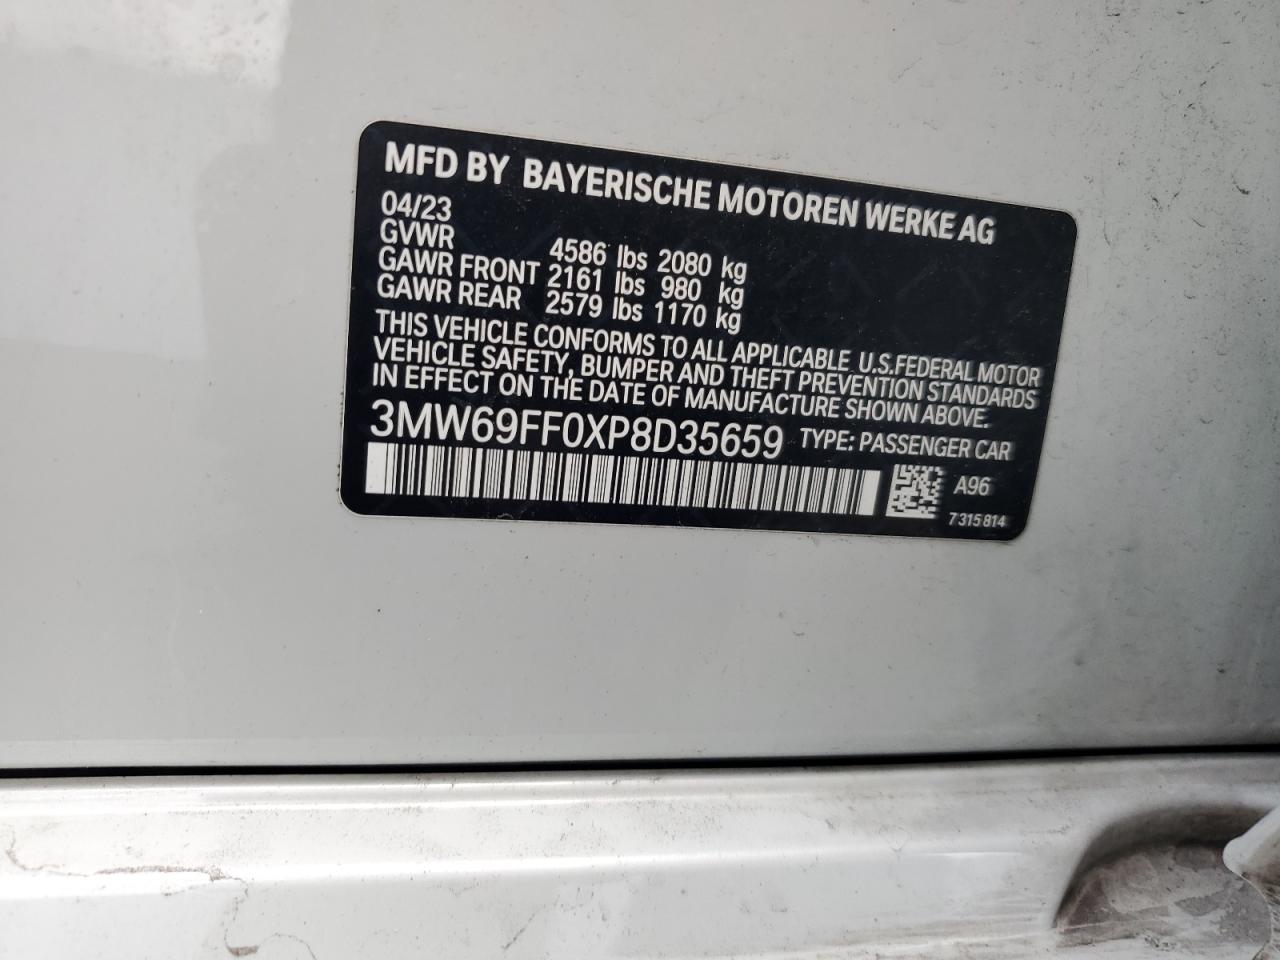 MFD BY BAYERISCHE MOTOREN WERKE AG
04/23
GVWR 4586 lbs 2080 kg
GAWR FRONT 2161 lbs 980 kg
GAWR REAR 2579 lbs 1170 kg
THIS VEHICLE CONFORMS TO ALL APPLICABLE U.S.FEDERAL MOTOR
VEHICLE SAFETY, BUMPER AND THEFT PREVENTION STANDARDS
IN EFFECT ON THE DATE OF MANUFACTURE SHOWN ABOVE.
3MW69FF0XP8D35659 TYPE: PASSENGER CAR
A96
7 315 814